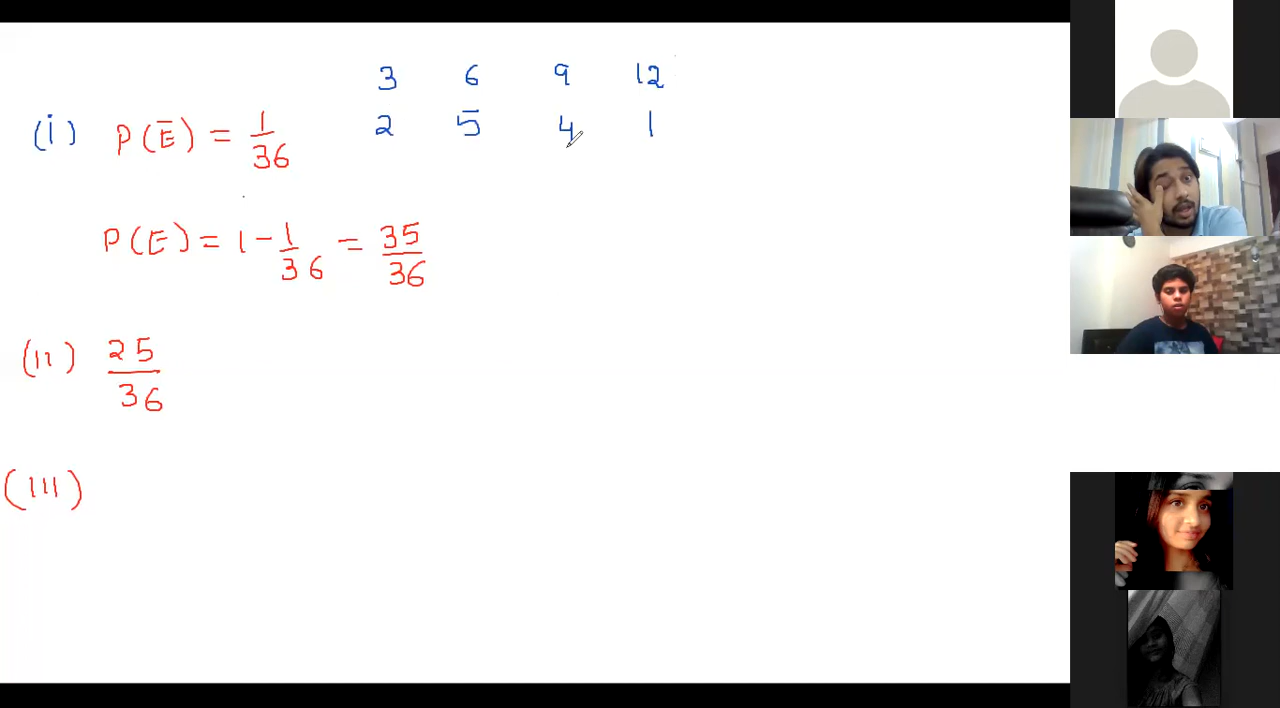 3 6 9 12
(i) P(Ē) = 1/36 2 5 4 1
P(E) = 1 - 1/36 = 35/36
(ii) 25/36
(iii)